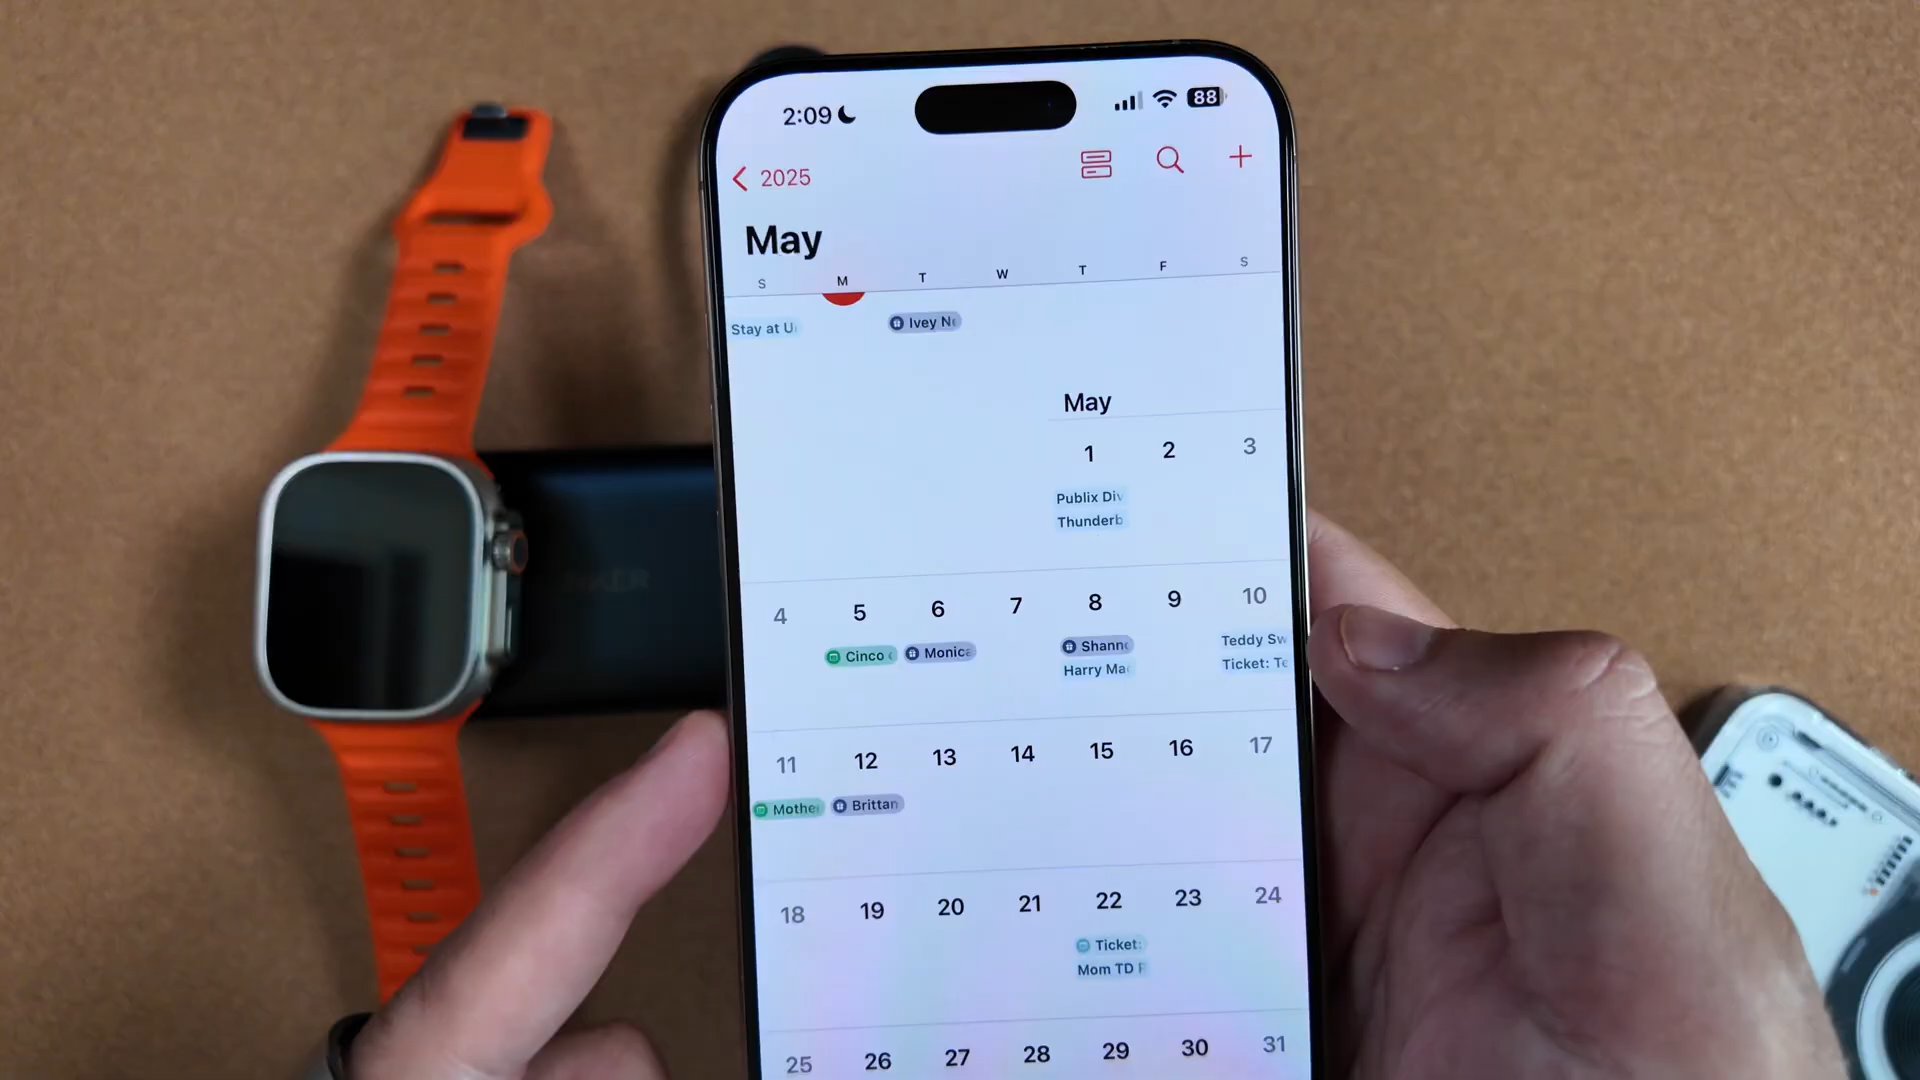 2:09 88
2025
May
S M T W T F S
Stay at U Ivey N
May
1 2 3
Publix Div
Thunderb
4 5 6 7 8 9 10
Cinco Monica Shann Teddy Sw
Harry Ma Ticket: Te
11 12 13 14 15 16 17
Mothe Brittan
18 19 20 21 22 23 24
Ticket:
Mom TD F
25 26 27 28 29 30 31